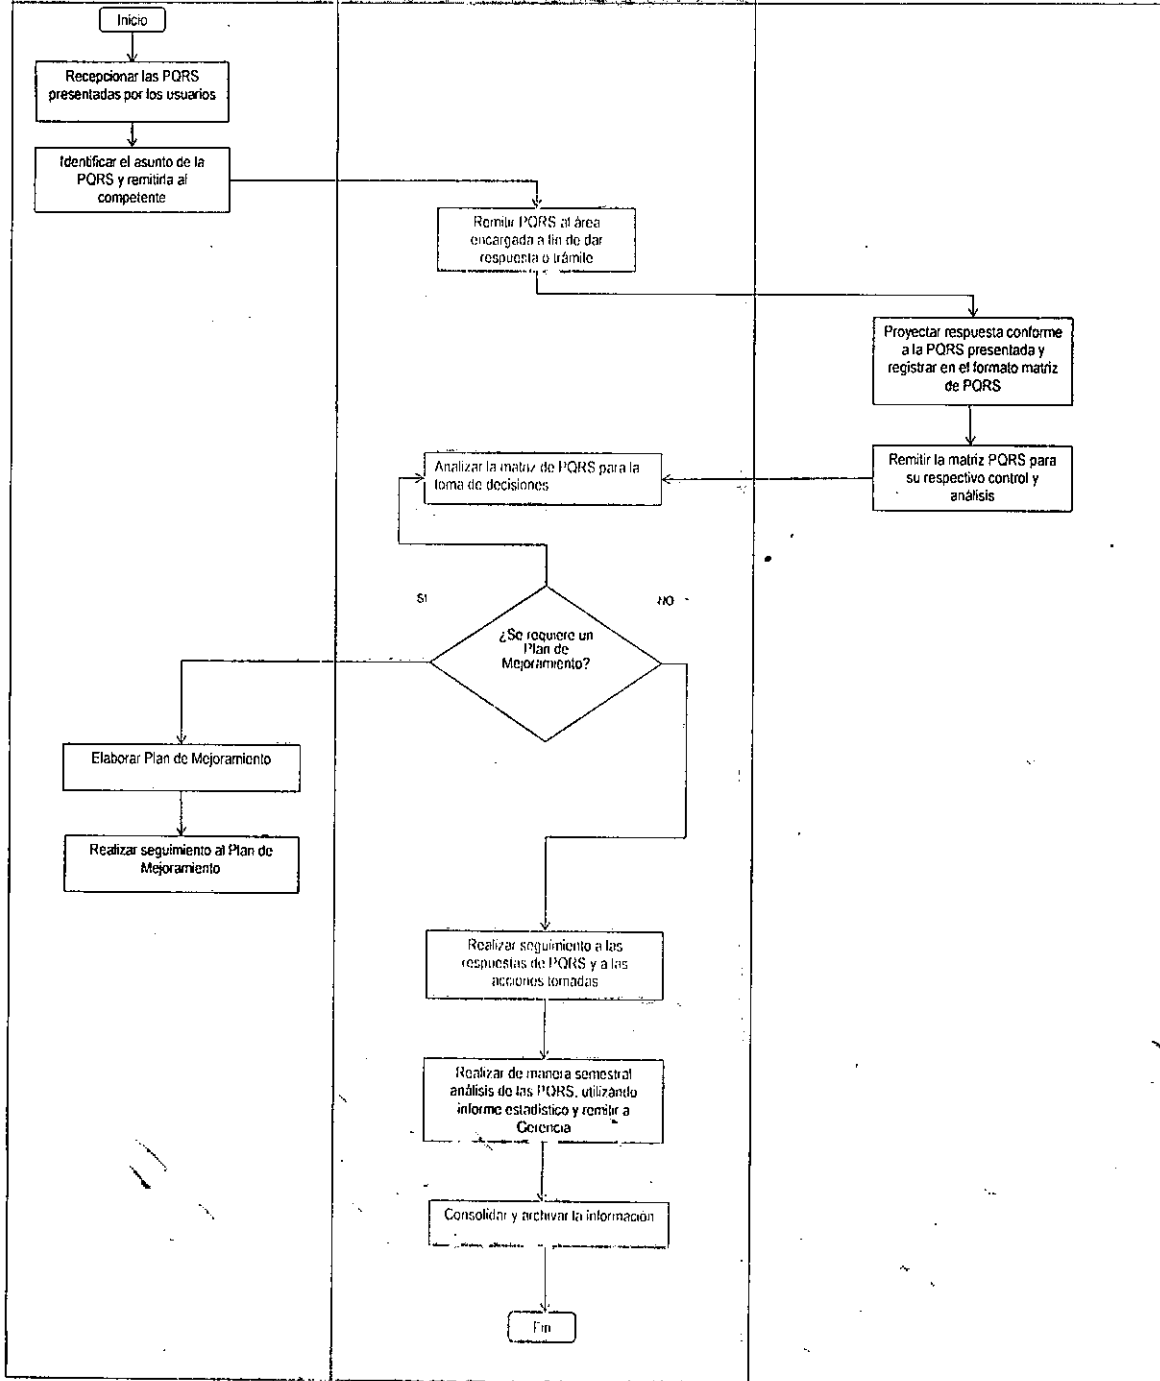 Inicio
Recepcionar las PQRS
presentadas por los usuarios
Identificar el asunto de la
PQRS y remitirla al
competente
Remitir PQRS al área
encargada a fin de dar
respuesta o trámite
Proyectar respuesta conforme
a la PQRS presentada y
registrar en el formato matriz
de PQRS
Analizar la matriz de PQRS para la
toma de decisiones
Remitir la matriz PQRS para
su respectivo control y
análisis
SI
NO
¿Se requiere un
Plan de
Mejoramiento?
Elaborar Plan de Mejoramiento
Realizar seguimiento al Plan de
Mejoramiento
Realizar seguimiento a las
respuestas de PQRS y a las
acciones tomadas
Realizar de manera semestral
análisis de las PQRS, utilizando
informe estadístico y remitir a
Gerencia
Consolidar y archivar la información
Fin